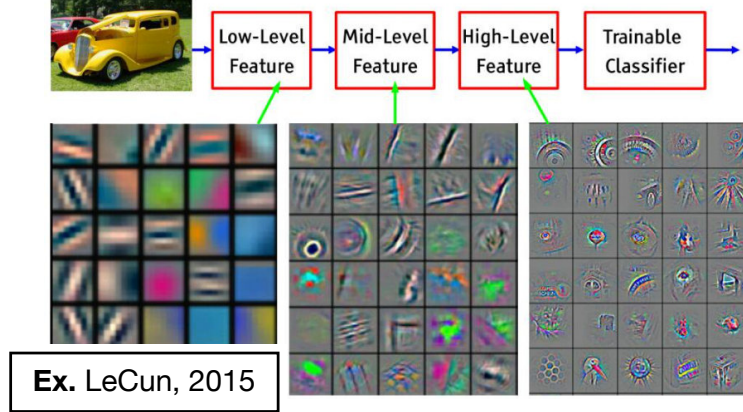 Low-Level
Feature
Mid-Level
Feature
High-Level
Feature
Trainable
Classifier
Ex. LeCun, 2015